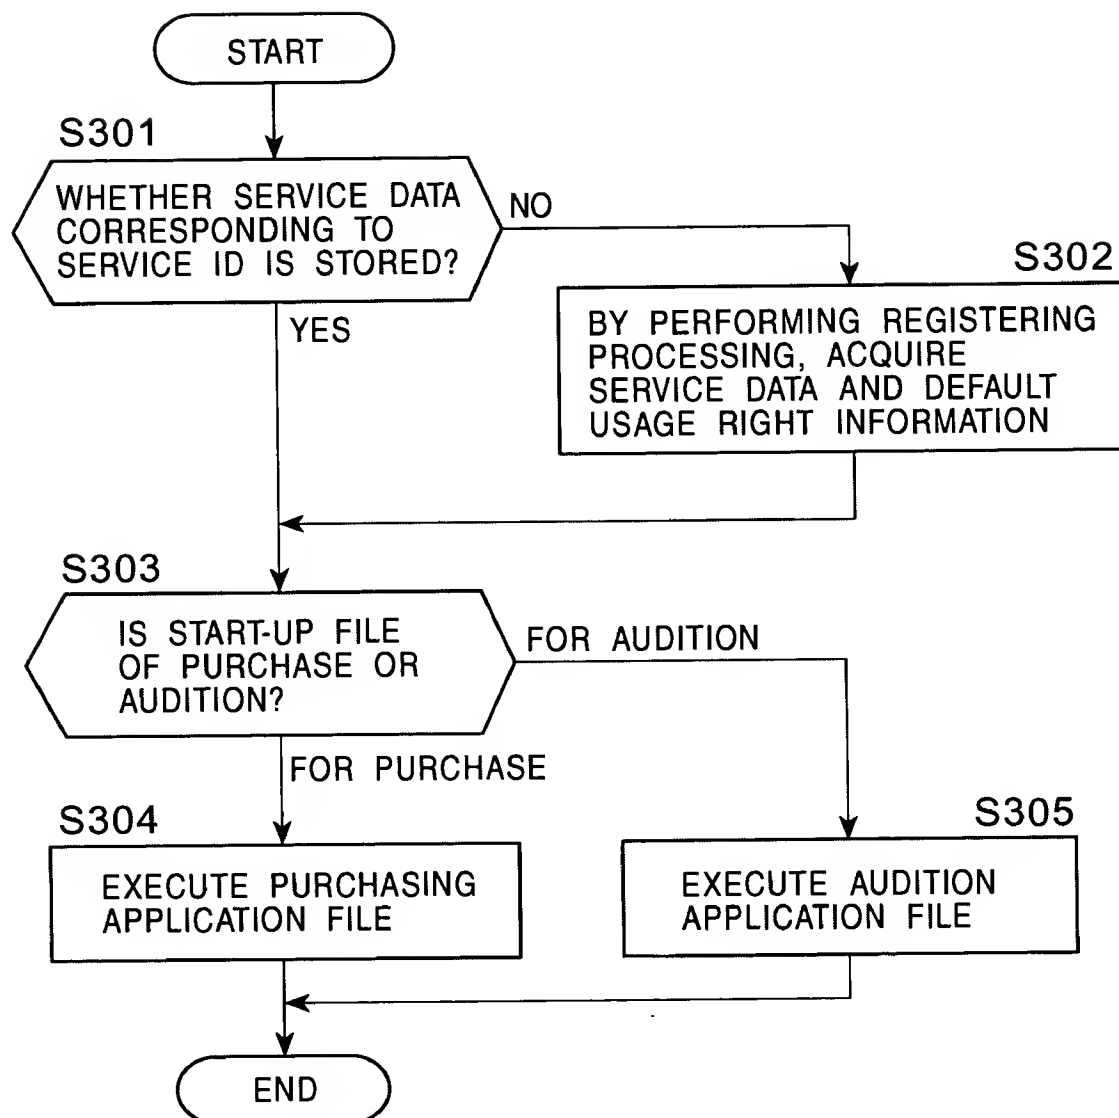 START
S301
WHETHER SERVICE DATA
CORRESPONDING TO
SERVICE ID IS STORED?
NO
YES
S302
BY PERFORMING REGISTERING
PROCESSING, ACQUIRE
SERVICE DATA AND DEFAULT
USAGE RIGHT INFORMATION
S303
IS START-UP FILE
OF PURCHASE OR
AUDITION?
FOR AUDITION
FOR PURCHASE
S304
EXECUTE PURCHASING
APPLICATION FILE
S305
EXECUTE AUDITION
APPLICATION FILE
END